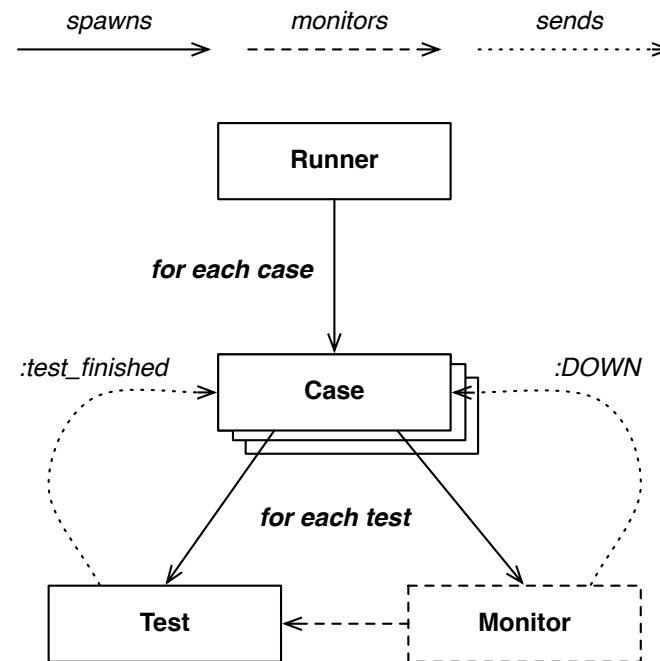 spawns
monitors
sends
Runner
for each case
:test_finished
:DOWN
Case
for each test
Test
Monitor